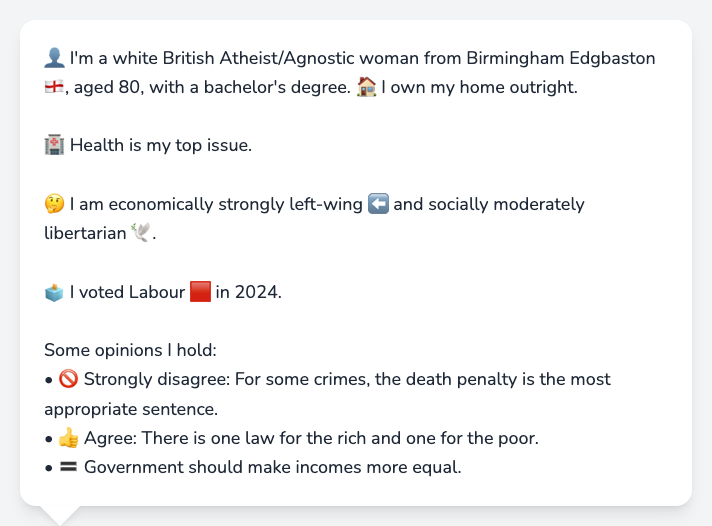 👤 I'm a white British Atheist/Agnostic woman from Birmingham Edgbaston
🏴󠁧󠁢󠁥󠁮󠁧󠁿, aged 80, with a bachelor's degree. 🏠 I own my home outright.
🏥 Health is my top issue.
🤔 I am economically strongly left-wing ⬅️ and socially moderately
libertarian 🕊️.
🗳️ I voted Labour 🟥 in 2024.
Some opinions I hold:
• 🚫 Strongly disagree: For some crimes, the death penalty is the most
appropriate sentence.
• 👍 Agree: There is one law for the rich and one for the poor.
• 🟰 Government should make incomes more equal.